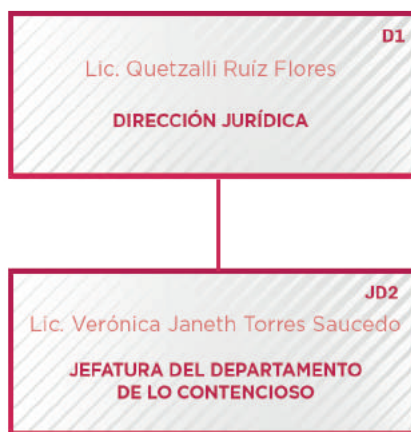 D1
Lic. Quetzalli Ruíz Flores
DIRECCIÓN JURÍDICA
JD2
Lic. Verónica Janeth Torres Saucedo
JEFATURA DEL DEPARTAMENTO
DE LO CONTENCIOSO